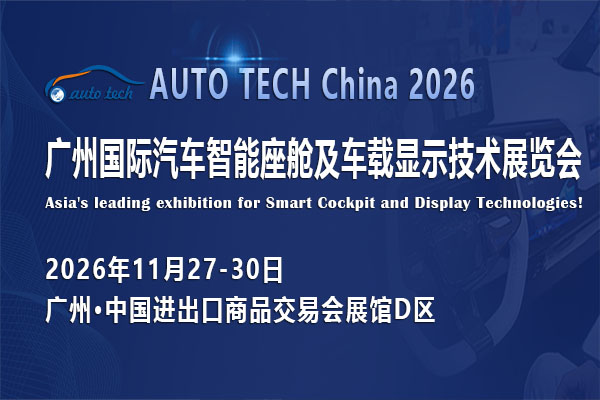 auto tech AUTO TECH China 2026
广州国际汽车智能座舱及车载显示技术展览会
Asia's leading exhibition for Smart Cockpit and Display Technologies!
2026年11月27-30日
广州·中国进出口商品交易会展馆D区